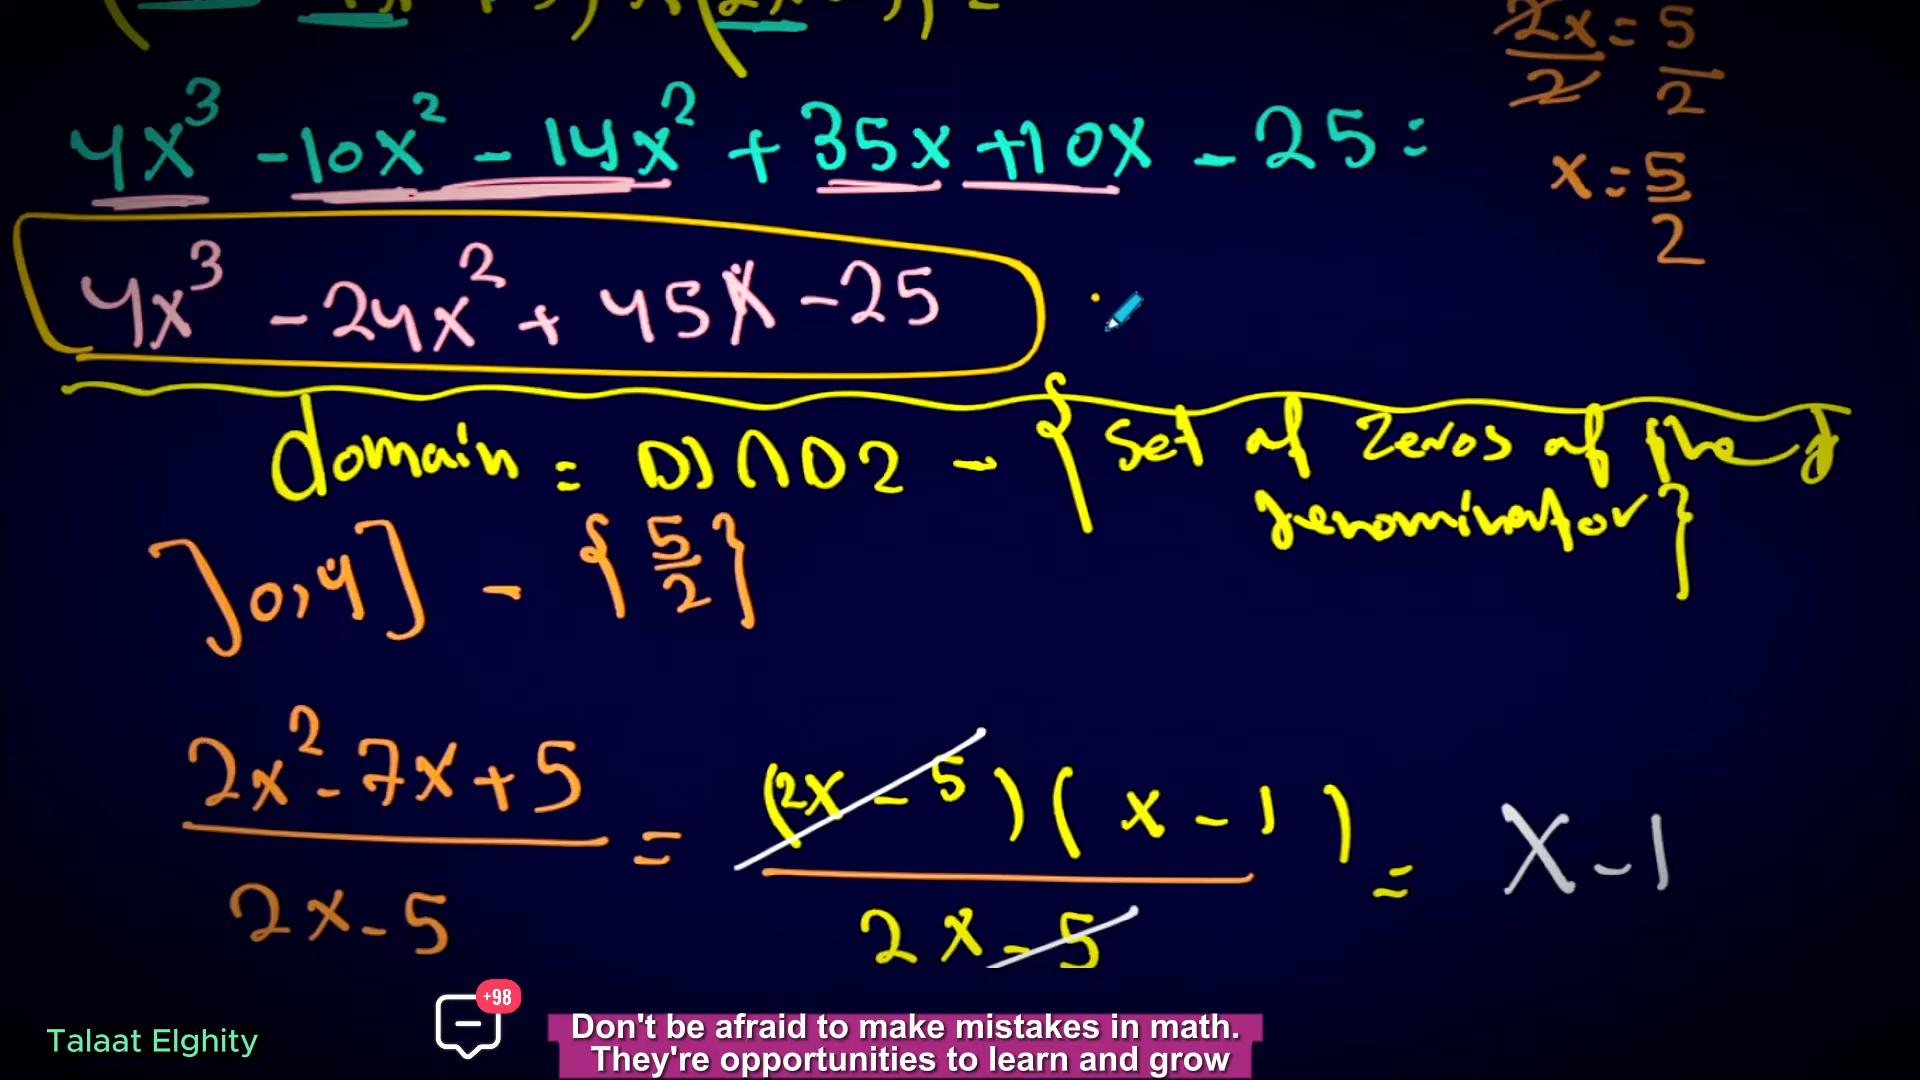 2x = 5
2 2
4x³ - 10x² - 14x² + 35x + 10x - 25 =
x = 5/2
4x³ - 24x² + 45x - 25
domain = D1 ∩ D2 - { set of zeros of the
denominator }
]0,4] - {5/2}
2x² - 7x + 5 / 2x - 5 = (2x - 5)(x - 1) / 2x - 5 = x - 1
+98
Talaat Elghity
Don't be afraid to make mistakes in math.
They're opportunities to learn and grow